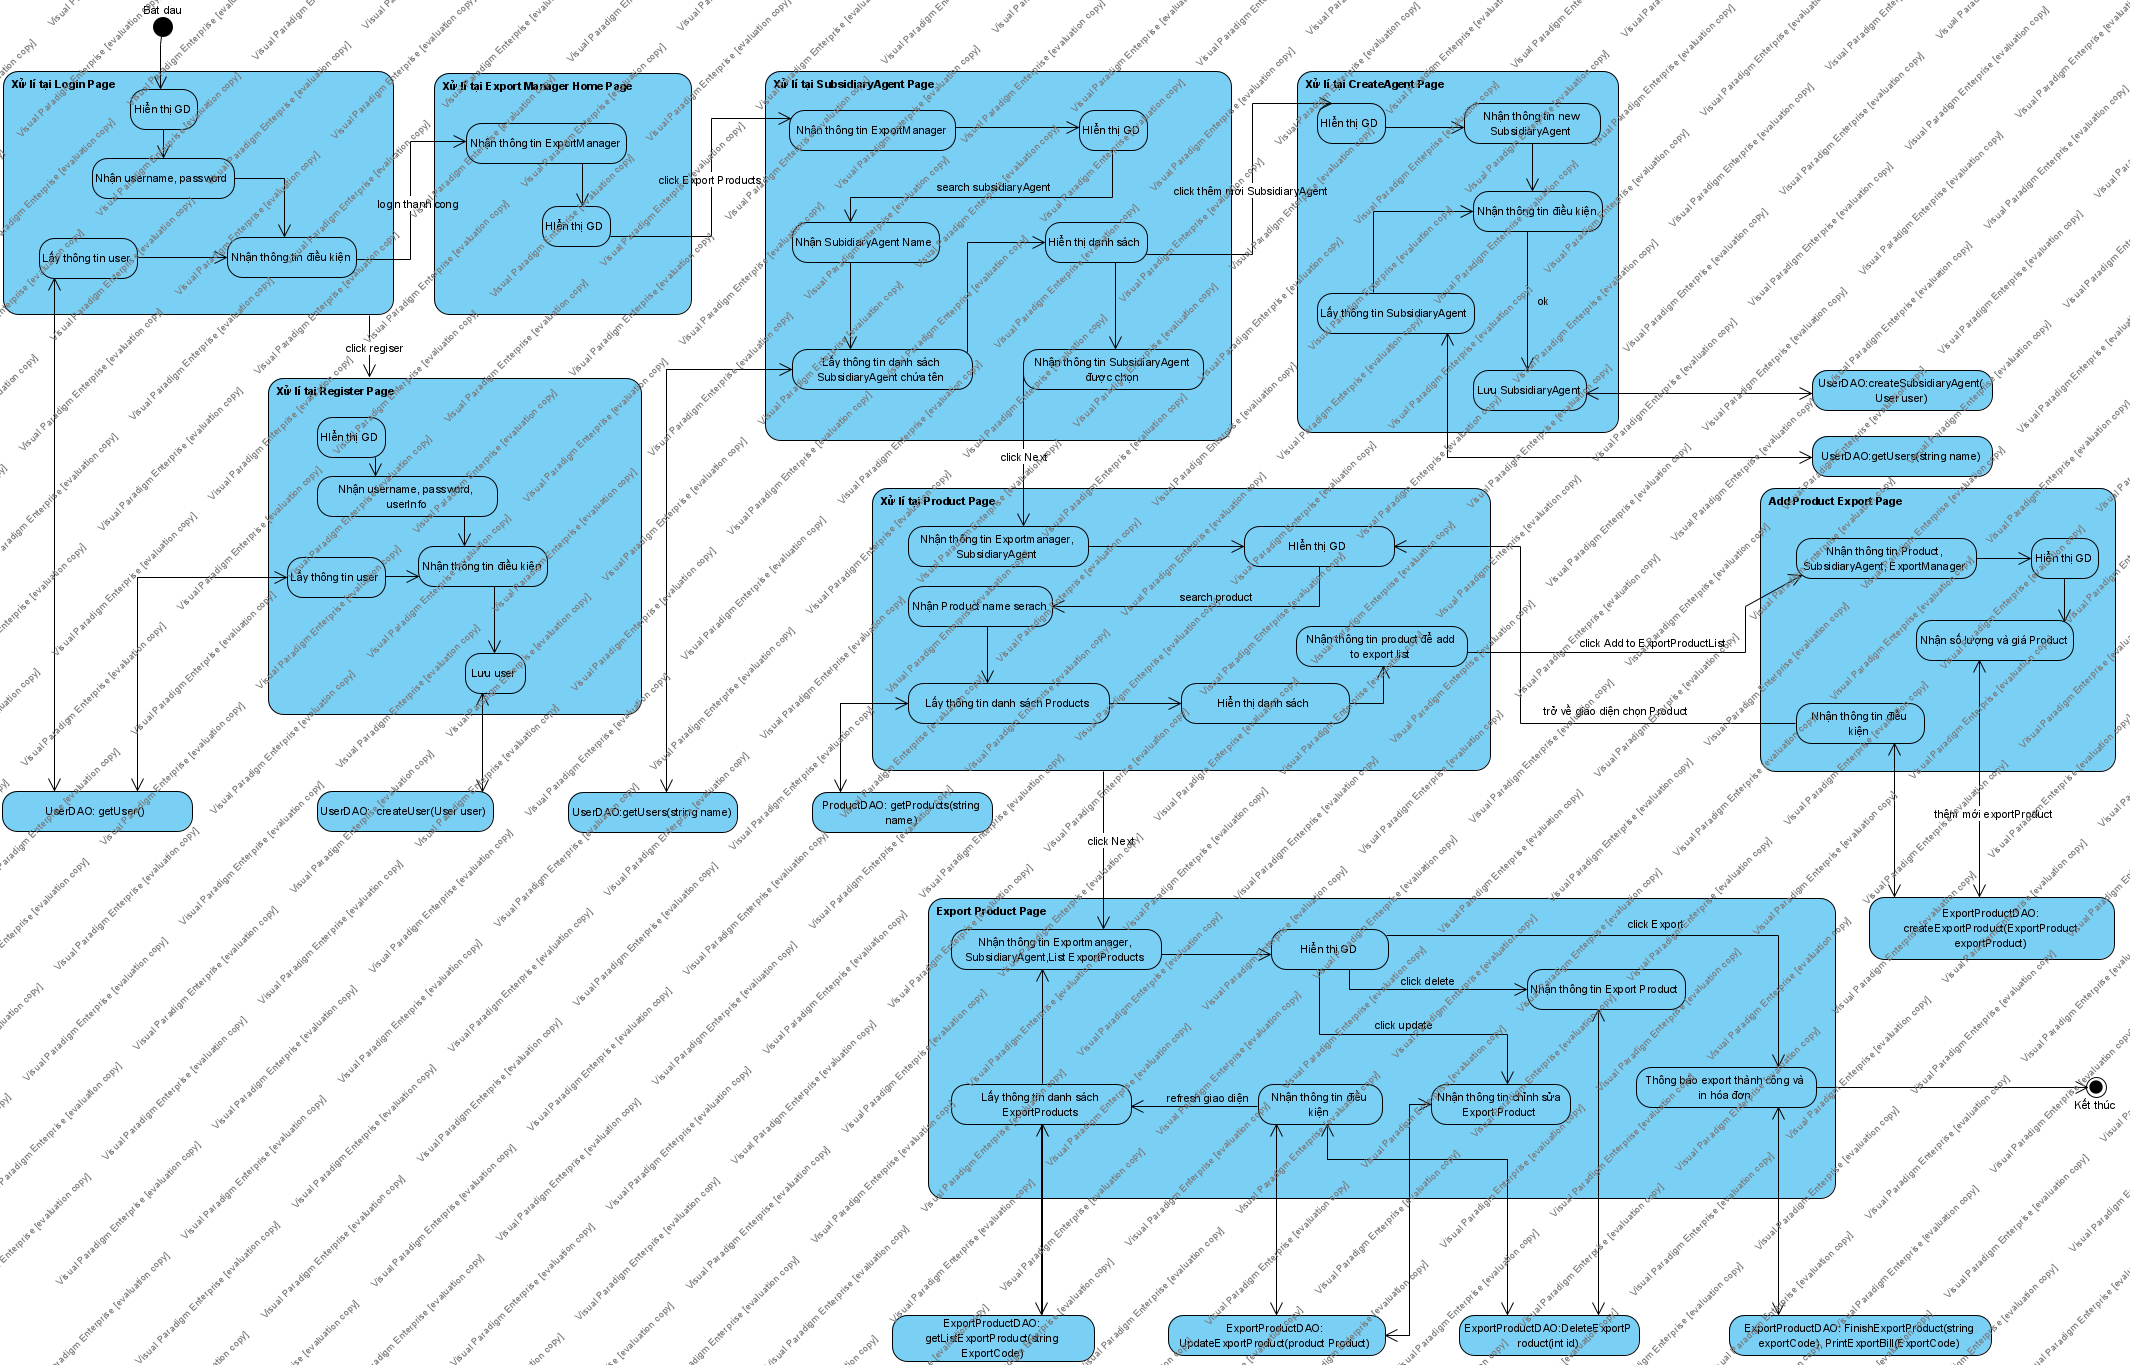 Bat dau
Xử lí tại Login Page
HIển thị GD
Nhận username, password
Lấy thông tin user
Nhận thông tin điều kiện
login thanh cong
click regiser
Xử lí tại Export Manager Home Page
Nhận thông tin ExportManager
HIển thị GD
click Export Products
Xử lí tại SubsidiaryAgent Page
Nhận thông tin ExportManager
HIển thị GD
search subsidiaryAgent
Nhận SubidiaryAgent Name
Hiển thị danh sách
Lấy thông tin danh sách
SubsidiaryAgent chứa tên
Nhận thông tin SubsidiaryAgent
được chọn
click thêm mới SubsidiaryAgent
click Next
Xử lí tại CreateAgent Page
HIển thị GD
Nhận thông tin new
SubsidiaryAgent
Nhận thông tin điều kiện
ok
Lấy thông tin SubsidiaryAgent
Lưu SubsidiaryAgent
UserDAO:createSubsidiaryAgent(
User user)
UserDAO:getUsers(string name)
Xử lí tại Register Page
HIển thị GD
Nhận username, password,
userInfo
Lấy thông tin user
Nhận thông tin điều kiện
Lưu user
UserDAO: getUser()
UserDAO: createUser(User user)
UserDAO:getUsers(string name)
Xử lí tại Product Page
Nhận thông tin Exportmanager,
SubsidiaryAgent
HIển thị GD
search product
Nhận Product name serach
Nhận thông tin product để add
to export list
Lấy thông tin danh sách Products
Hiển thị danh sách
ProductDAO: getProducts(string
name)
click Add to ExportProductList
trở về giao diện chọn Product
click Next
Add Product Export Page
Nhận thông tin Product,
SubsidiaryAgent, ExportManager
Hiển thị GD
Nhận số lượng và giá Product
Nhận thông tin điều
kiện
thêm mới exportProduct
ExportProductDAO:
createExportProduct(ExportProduct
exportProduct)
Export Product Page
Nhận thông tin Exportmanager,
SubsidiaryAgent,List ExportProducts
Hiển thị GD
click Export
click delete
Nhận thông tin Export Product
click update
Lấy thông tin danh sách
ExportProducts
refresh giao diện
Nhận thông tin điều
kiện
Nhận thông tin chỉnh sửa
Export Product
Thông báo export thành công và
in hóa đơn
Kết thúc
ExportProductDAO:
getListExportProduct(string
ExportCode)
ExportProductDAO:
UpdateExportProduct(product Product)
ExportProductDAO:DeleteExportP
roduct(int id)
ExportProductDAO: FinishExportProduct(string
exportCode), PrintExportBill(ExportCode)
Visual Paradigm Enterprise [evaluation copy]